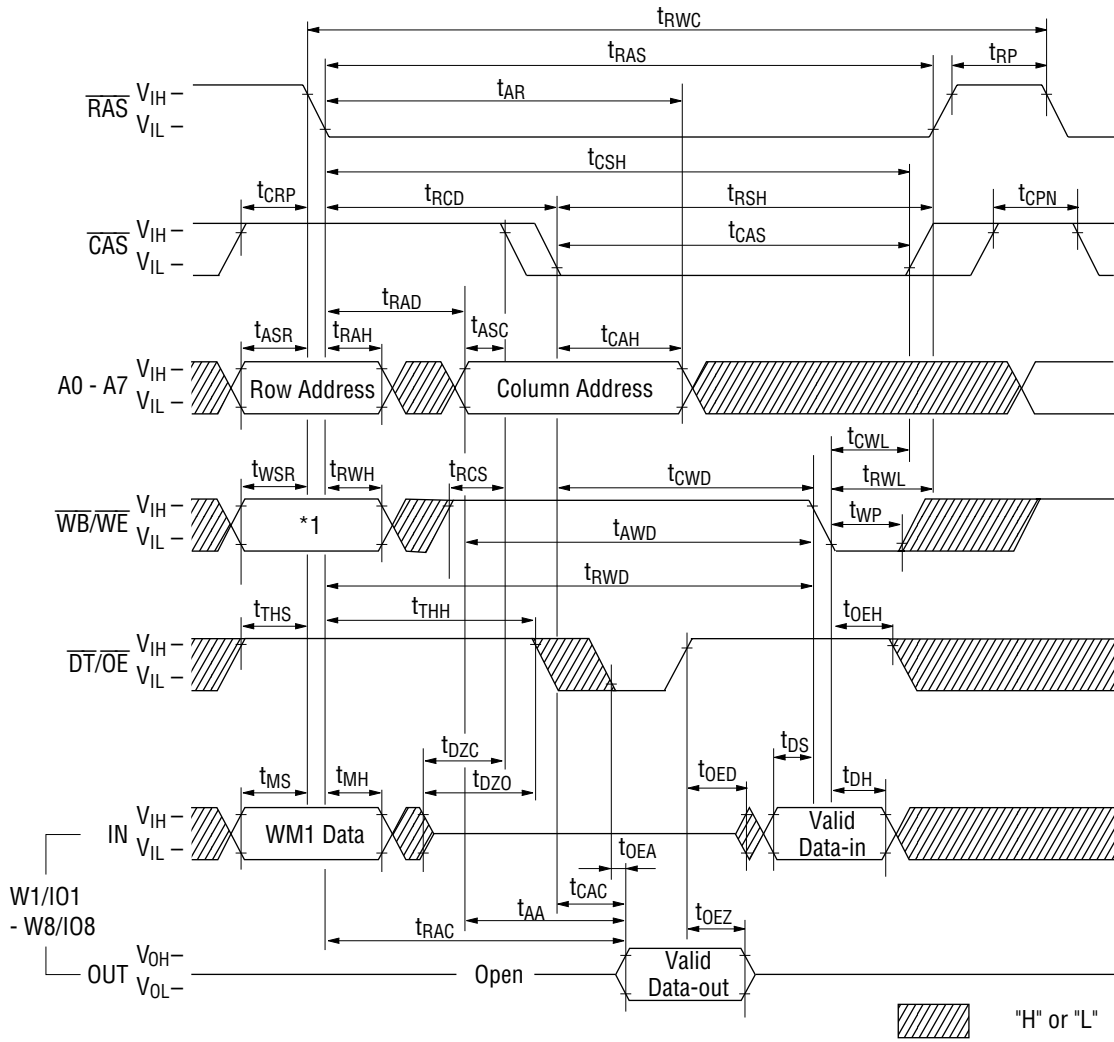 tRWC
tRAS
tRP
tAR
RAS VIH –
VIL –
tCSH
tCRP
tRCD
tRSH
tCPN
CAS VIH –
VIL –
tCAS
tRAD
tASR
tRAH
tASC
tCAH
A0 - A7 VIH –
VIL –
Row Address
Column Address
tCWL
tWSR
tRWH
tRCS
tCWD
tRWL
WB/WE VIH –
VIL –
*1
tWP
tAWD
tRWD
tTHS
tTHH
tOEH
DT/OE VIH –
VIL –
tDZC
tDS
tMS
tMH
tDZO
tOED
tDH
IN VIH –
VIL –
WM1 Data
Valid
Data-in
tOEA
tCAC
W1/IO1
- W8/IO8
tAA
tRAC
tOEZ
OUT VOH –
VOL –
Open
Valid
Data-out
"H" or "L"